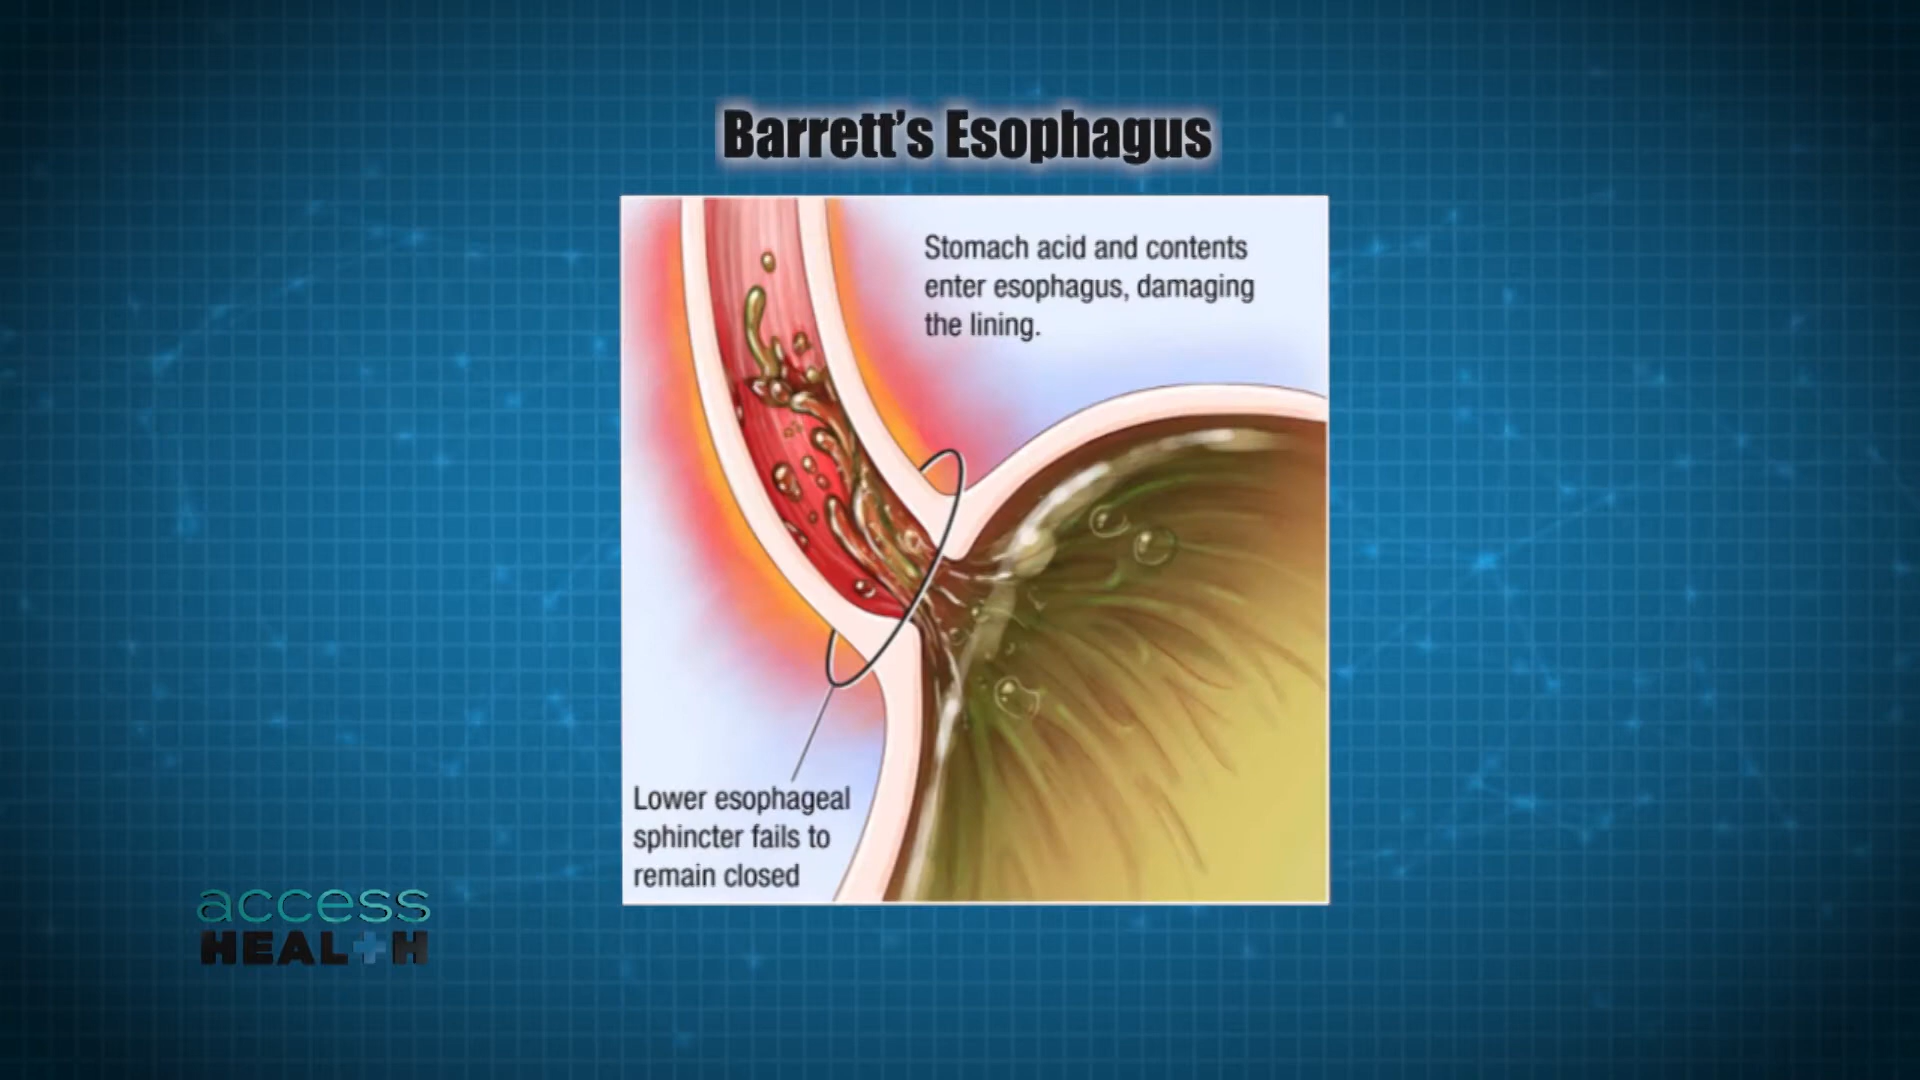 Barrett's Esophagus
Stomach acid and contents
enter esophagus, damaging
the lining.
Lower esophageal
sphincter fails to
remain closed
access
HEALTH